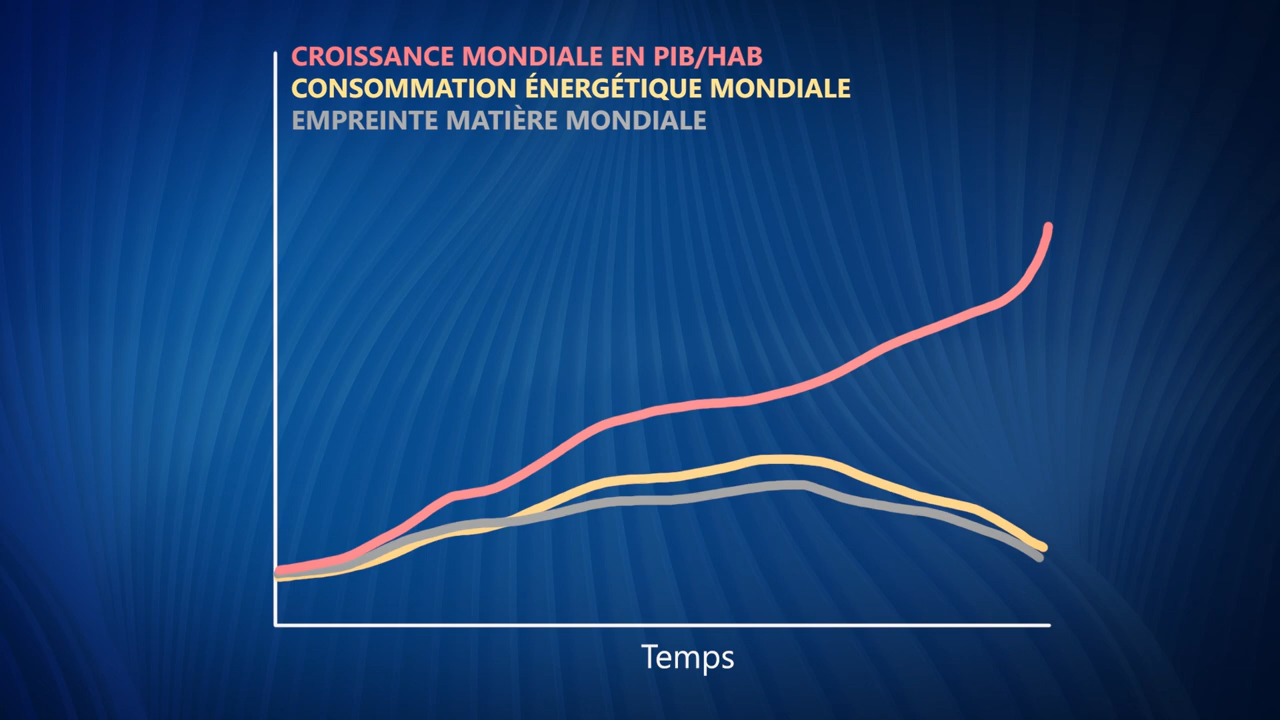 CROISSANCE MONDIALE EN PIB/HAB
CONSOMMATION ÉNERGÉTIQUE MONDIALE
EMPREINTE MATIÈRE MONDIALE
Temps